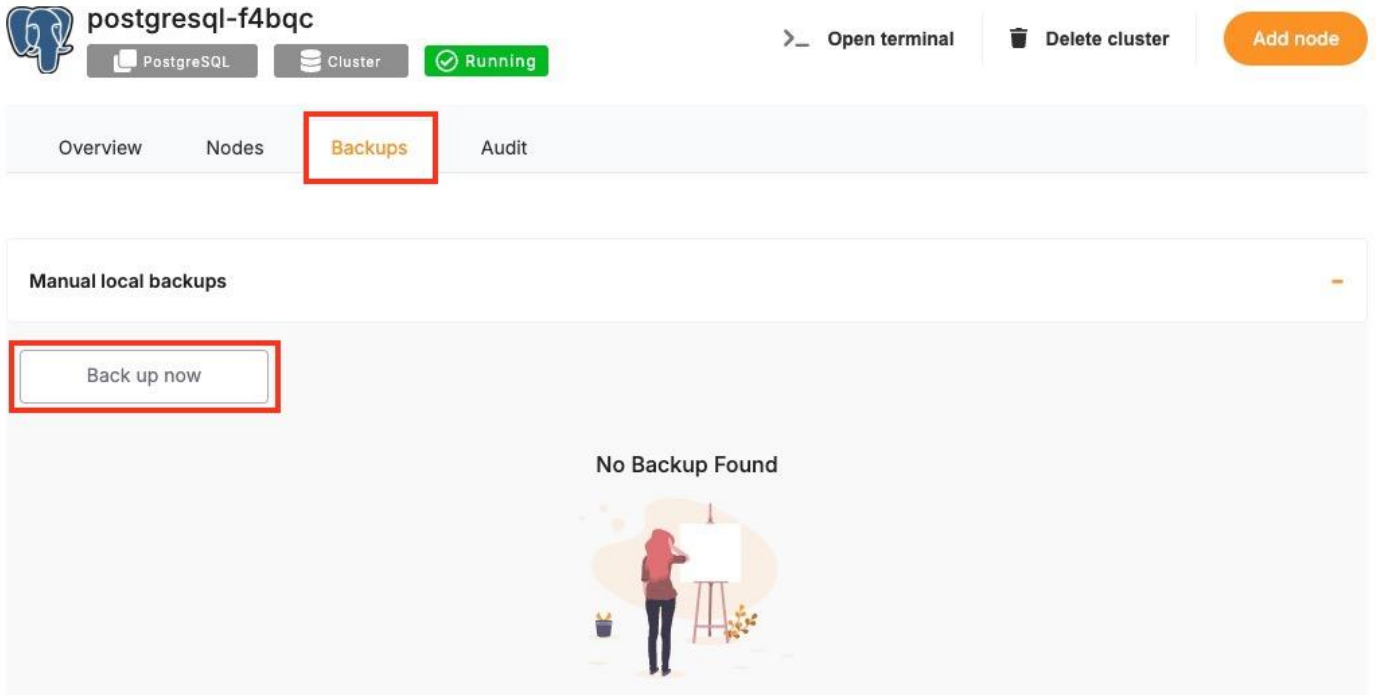 postgresql-f4bqc
PostgreSQL Cluster Running
>_ Open terminal Delete cluster Add node
Overview Nodes Backups Audit
Manual local backups
Back up now
No Backup Found